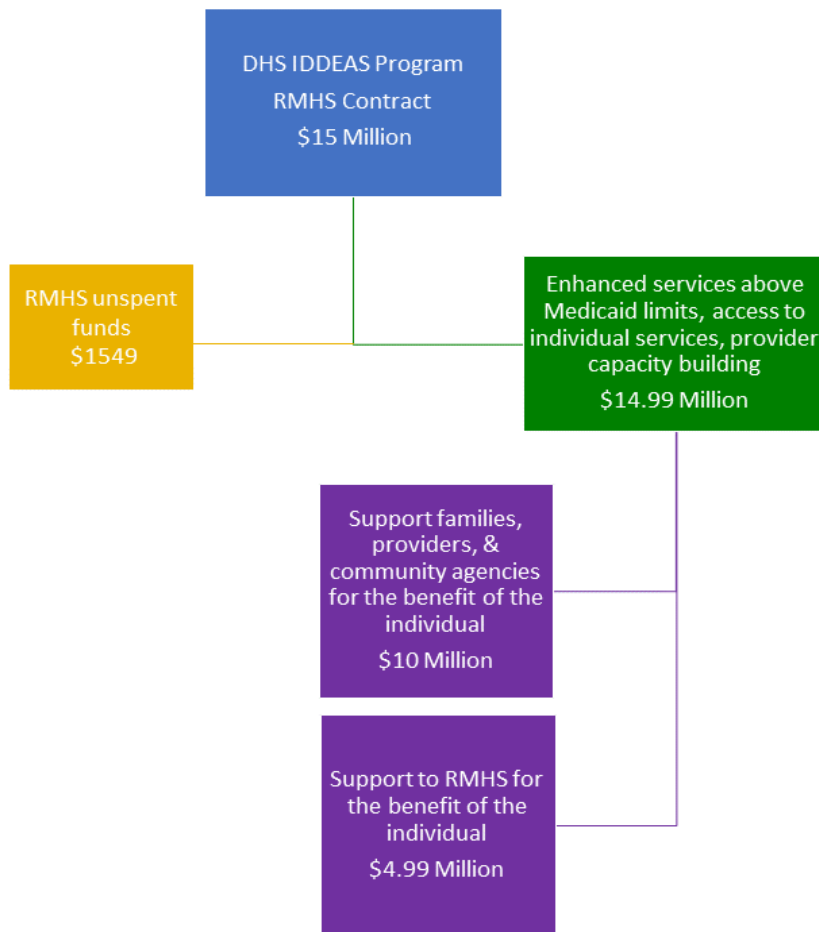 DHS IDDEAS Program
RMHS Contract
$15 Million
RMHS unspent
funds
$1549
Enhanced services above
Medicaid limits, access to
individual services, provider
capacity building
$14.99 Million
Support families,
providers, &
community agencies
for the benefit of the
individual
$10 Million
Support to RMHS for
the benefit of the
individual
$4.99 Million